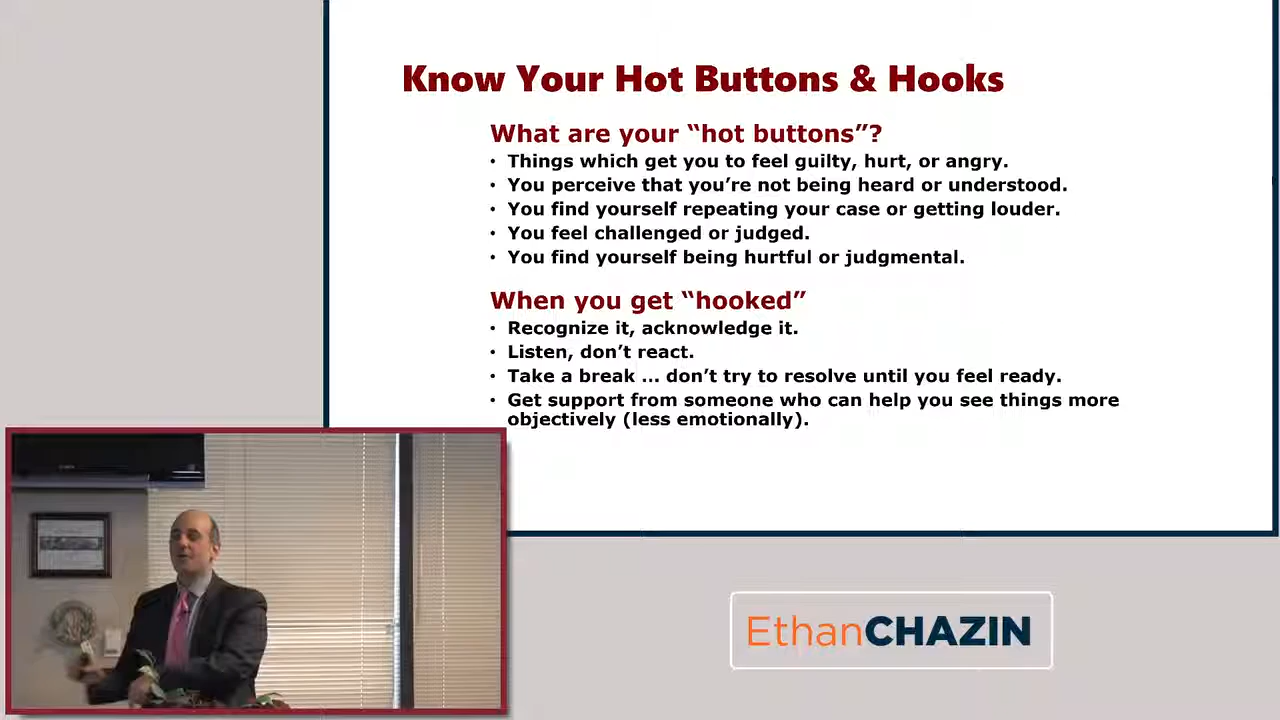 Know Your Hot Buttons & Hooks
What are your “hot buttons”?
• Things which get you to feel guilty, hurt, or angry.
• You perceive that you’re not being heard or understood.
• You find yourself repeating your case or getting louder.
• You feel challenged or judged.
• You find yourself being hurtful or judgmental.
When you get “hooked”
• Recognize it, acknowledge it.
• Listen, don’t react.
• Take a break ... don’t try to resolve until you feel ready.
• Get support from someone who can help you see things more
objectively (less emotionally).
EthanCHAZIN